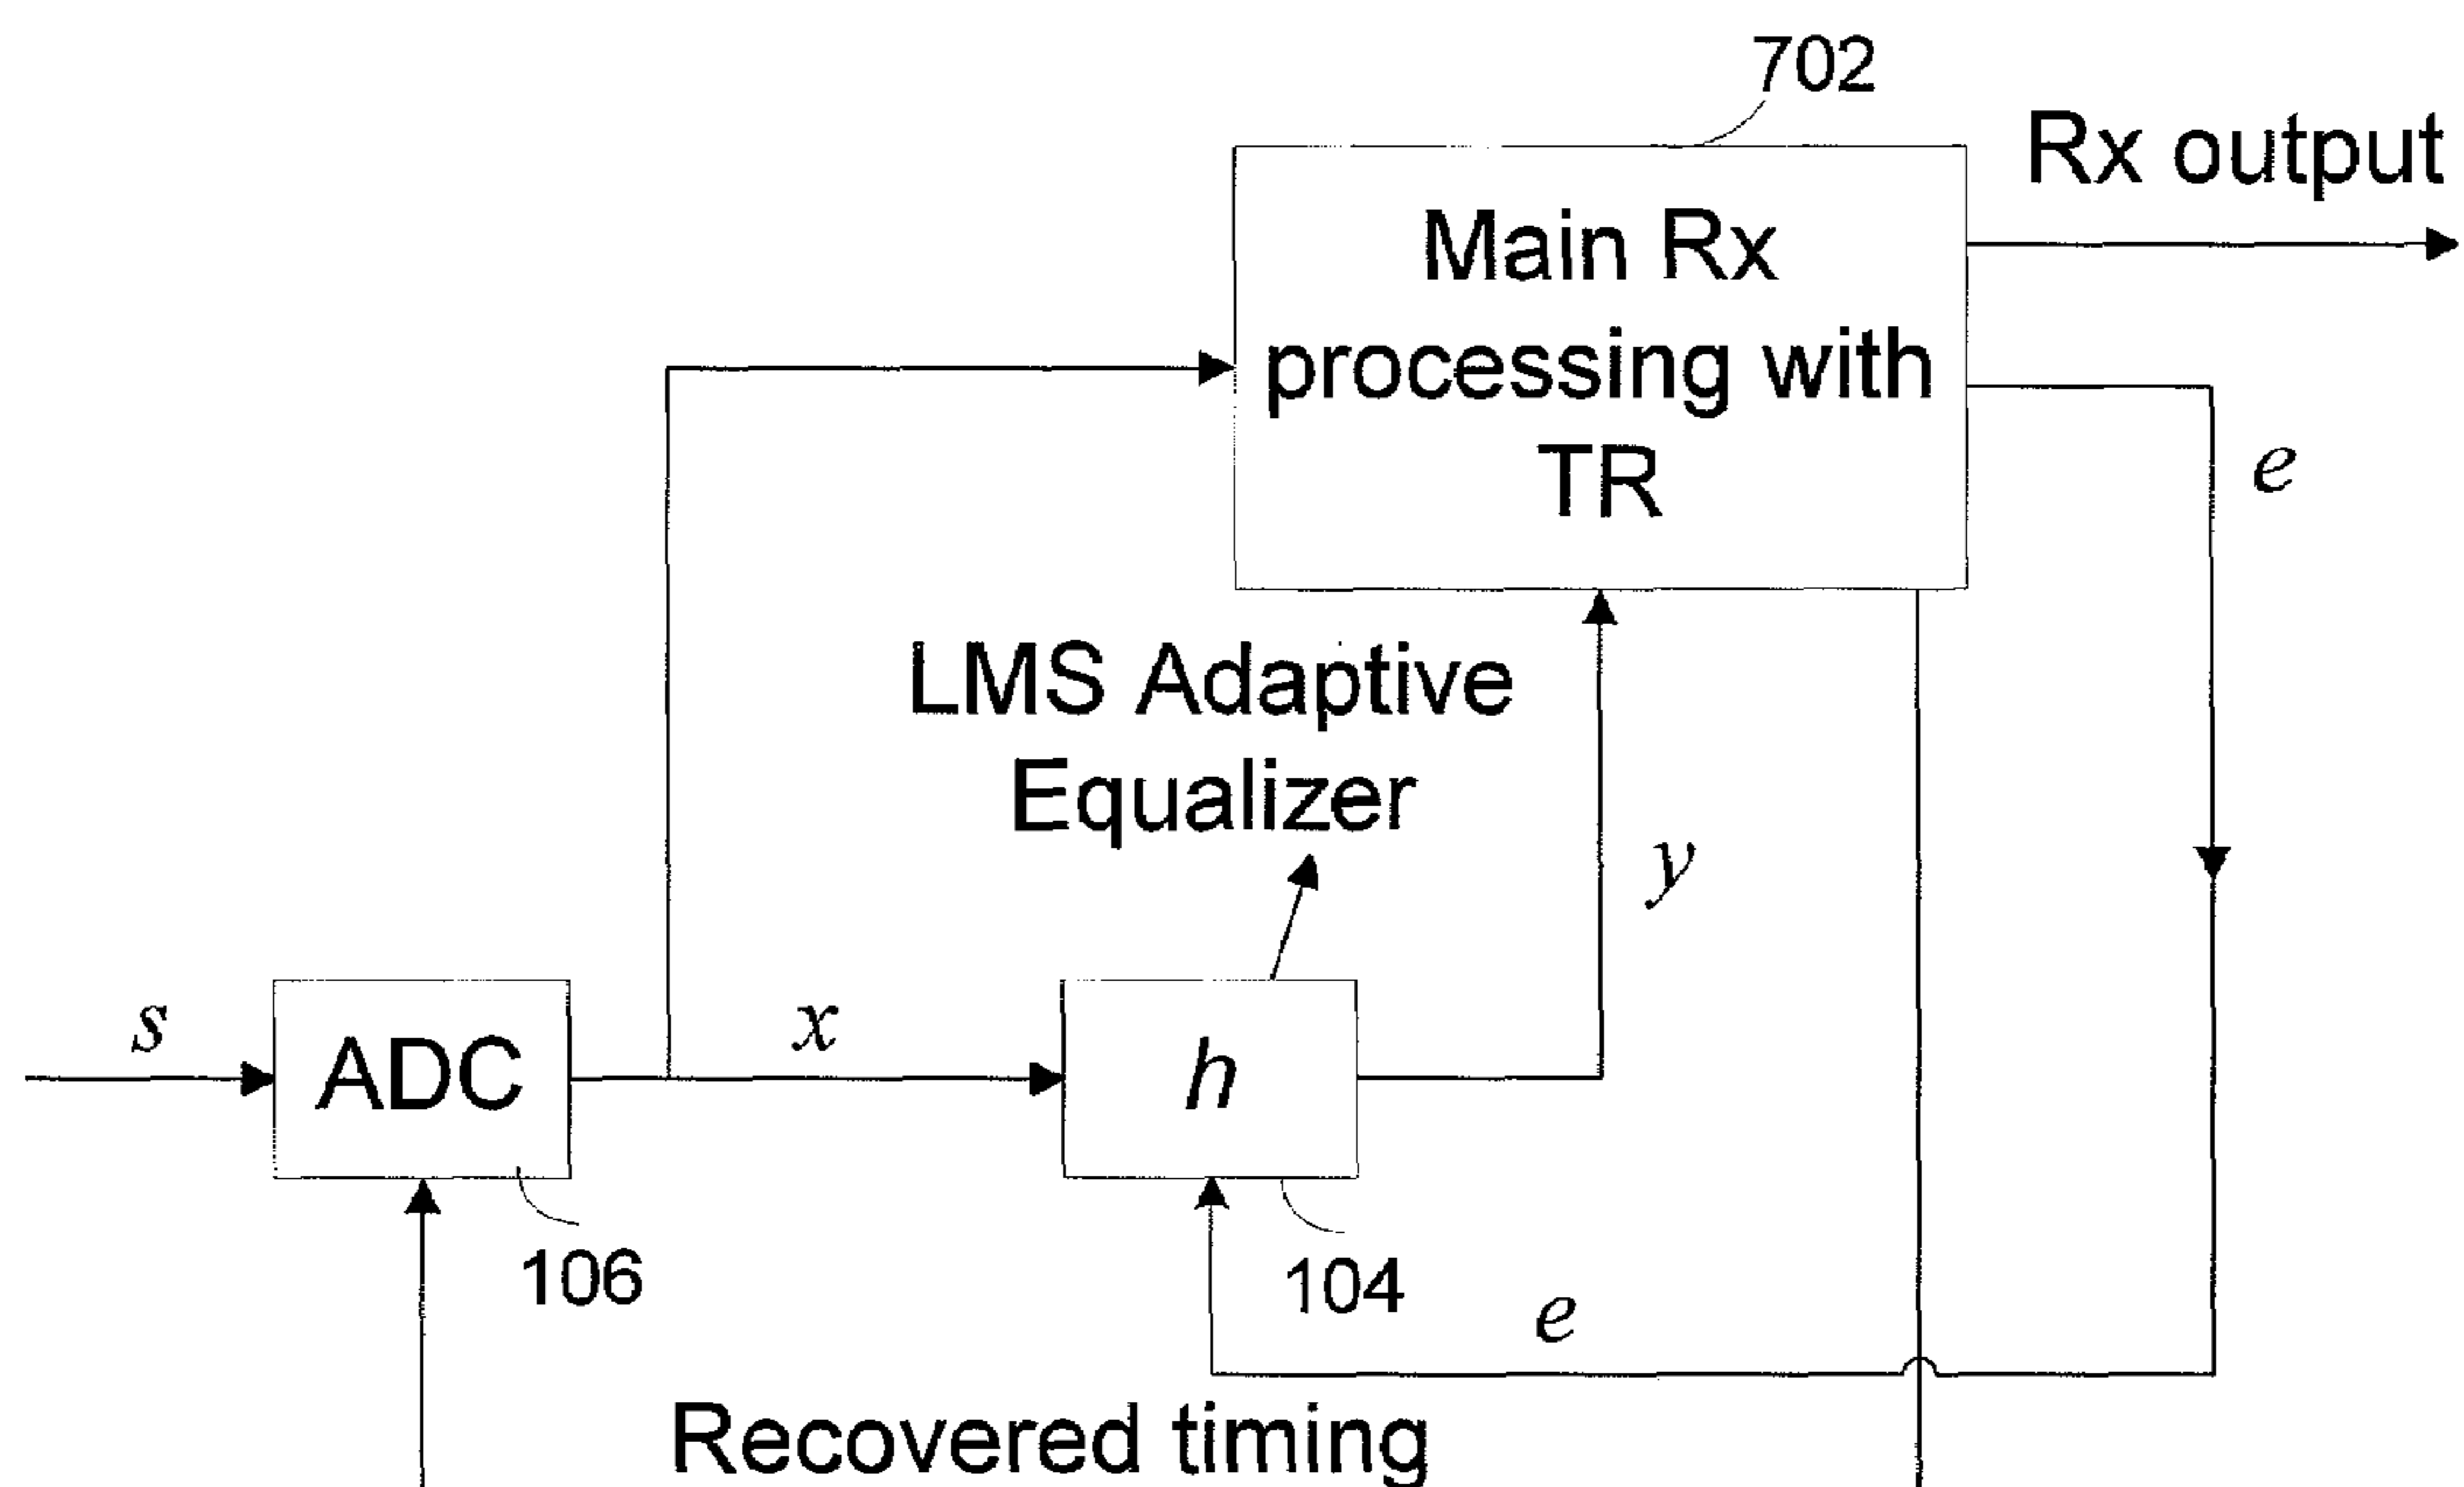 702
Rx output
Main Rx
processing with
TR
e
LMS Adaptive
Equalizer
y
s
ADC
x
h
106
104
e
Recovered timing